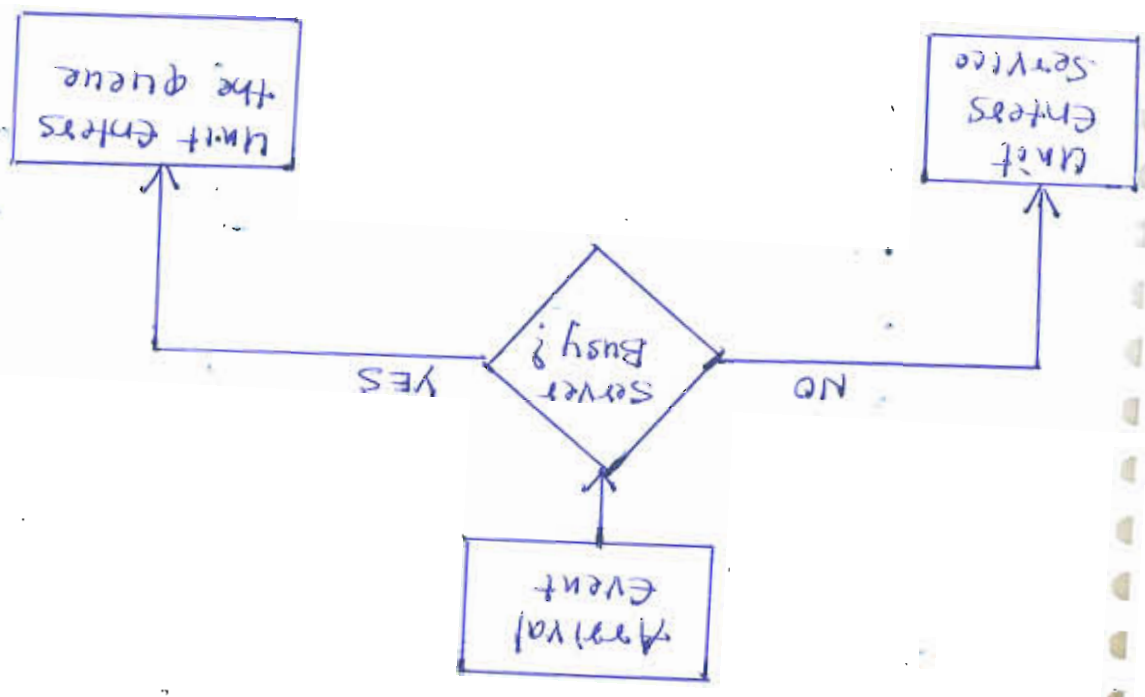 Arrival
Event
Server
Busy?
NO
YES
Unit
Enters
Service
Unit Enters
the queue